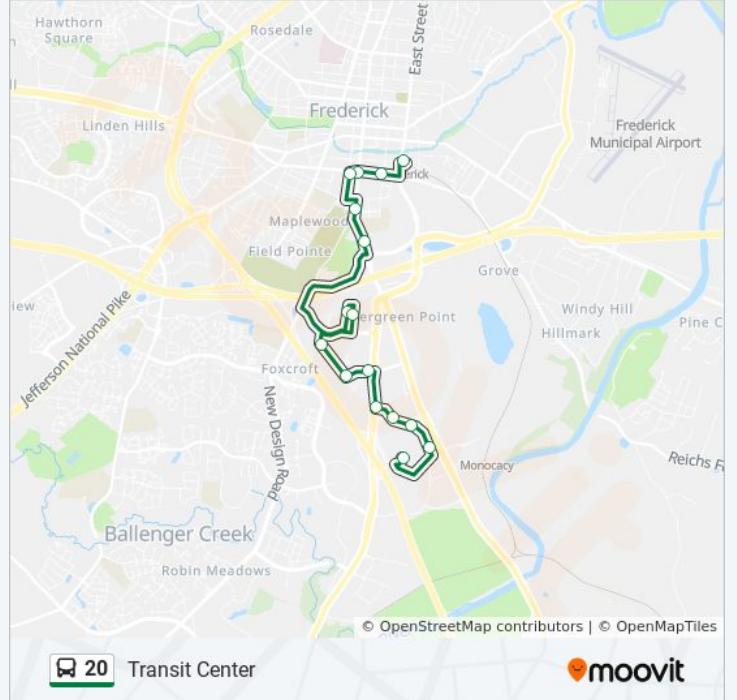 Hawthorn
Square
Rosedale
East Street
Frederick
Linden Hills
Frederick
Municipal Airport
erick
Maplewood
Field Pointe
Grove
iew
Jefferson National Pike
ergreen Point
Windy Hill
Hillmark
Pine C
Foxcroft
New Design Road
Monocacy
Reichs F
Ballenger Creek
Robin Meadows
© OpenStreetMap contributors | © OpenMapTiles
20 Transit Center
moovit